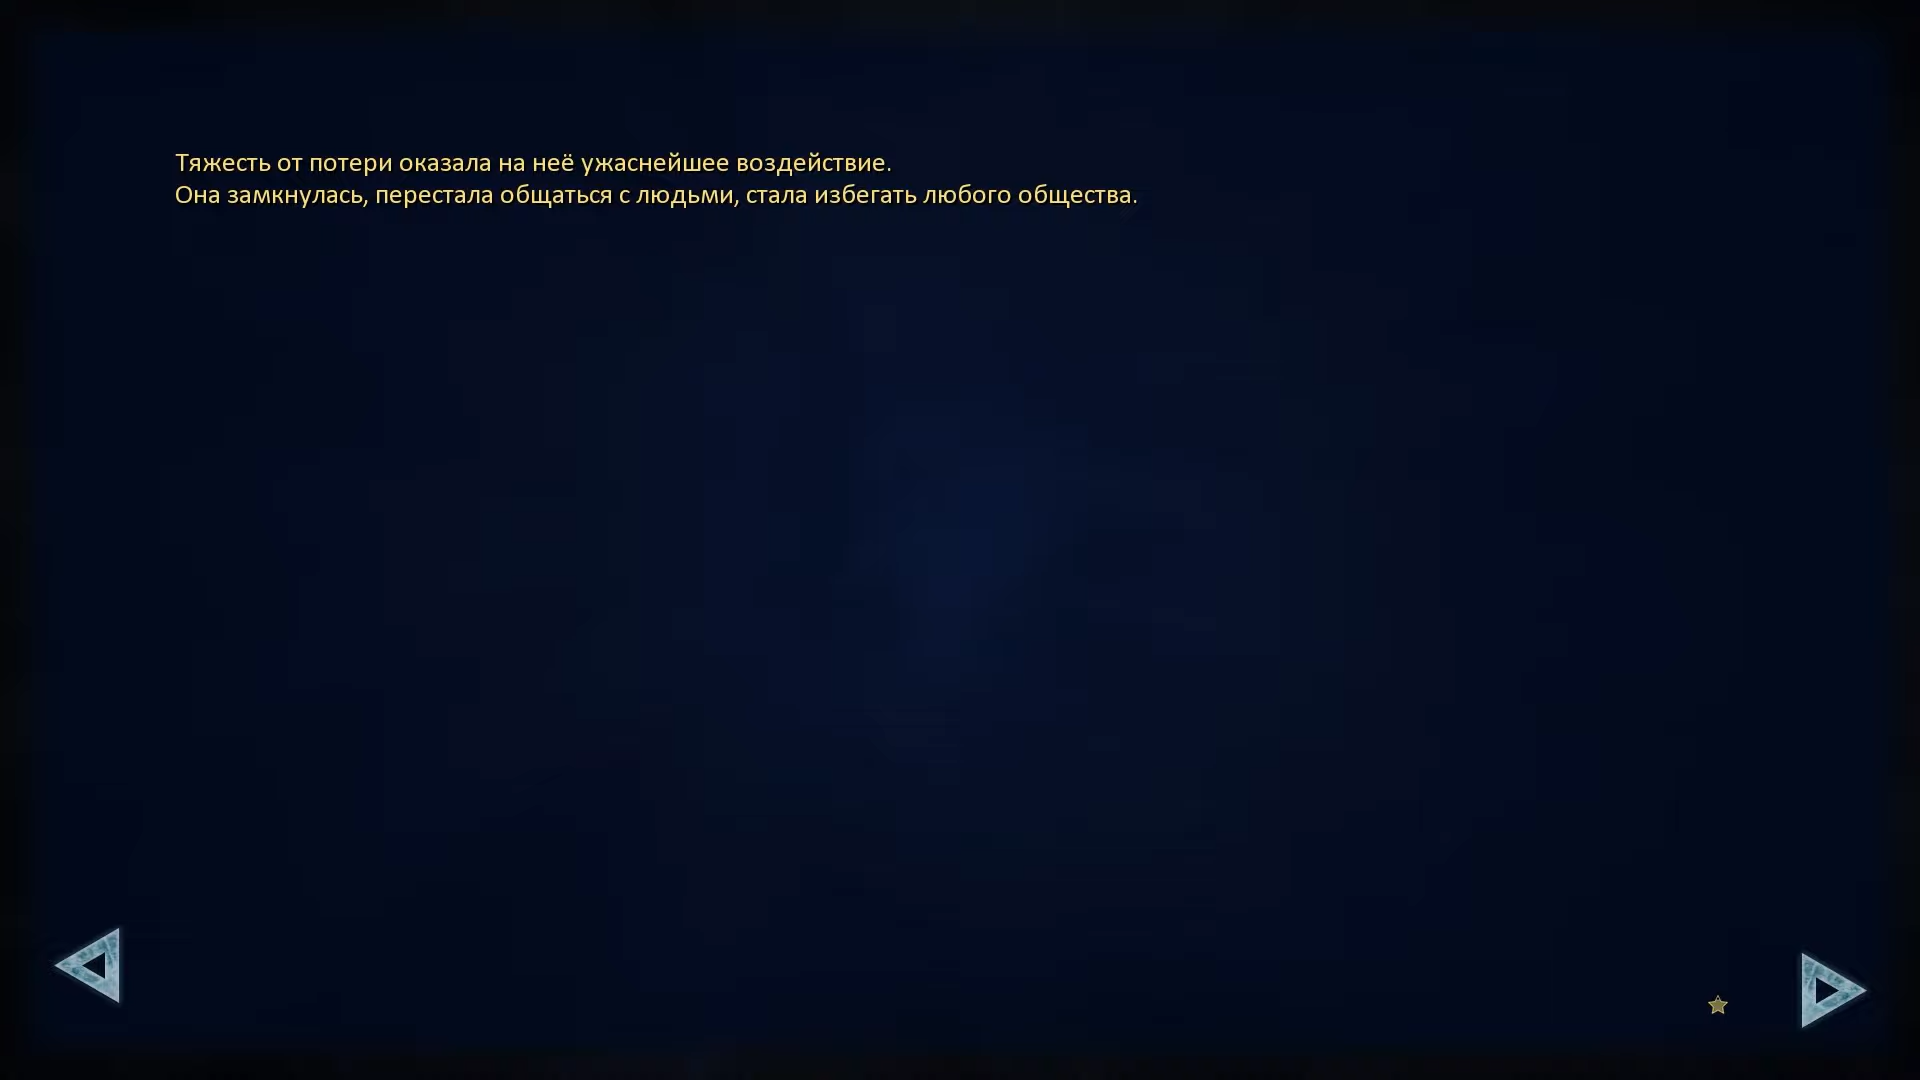 Тяжесть от потери оказала на неё ужаснейшее воздействие.
Она замкнулась, перестала общаться с людьми, стала избегать любого общества.